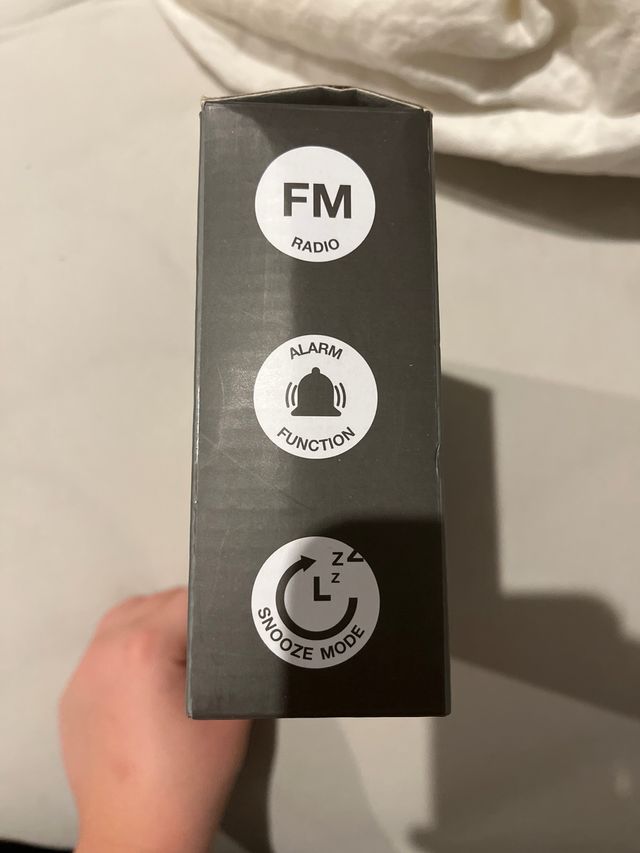 FM
RADIO
ALARM
FUNCTION
Z Z
Z
SNOOZE MODE